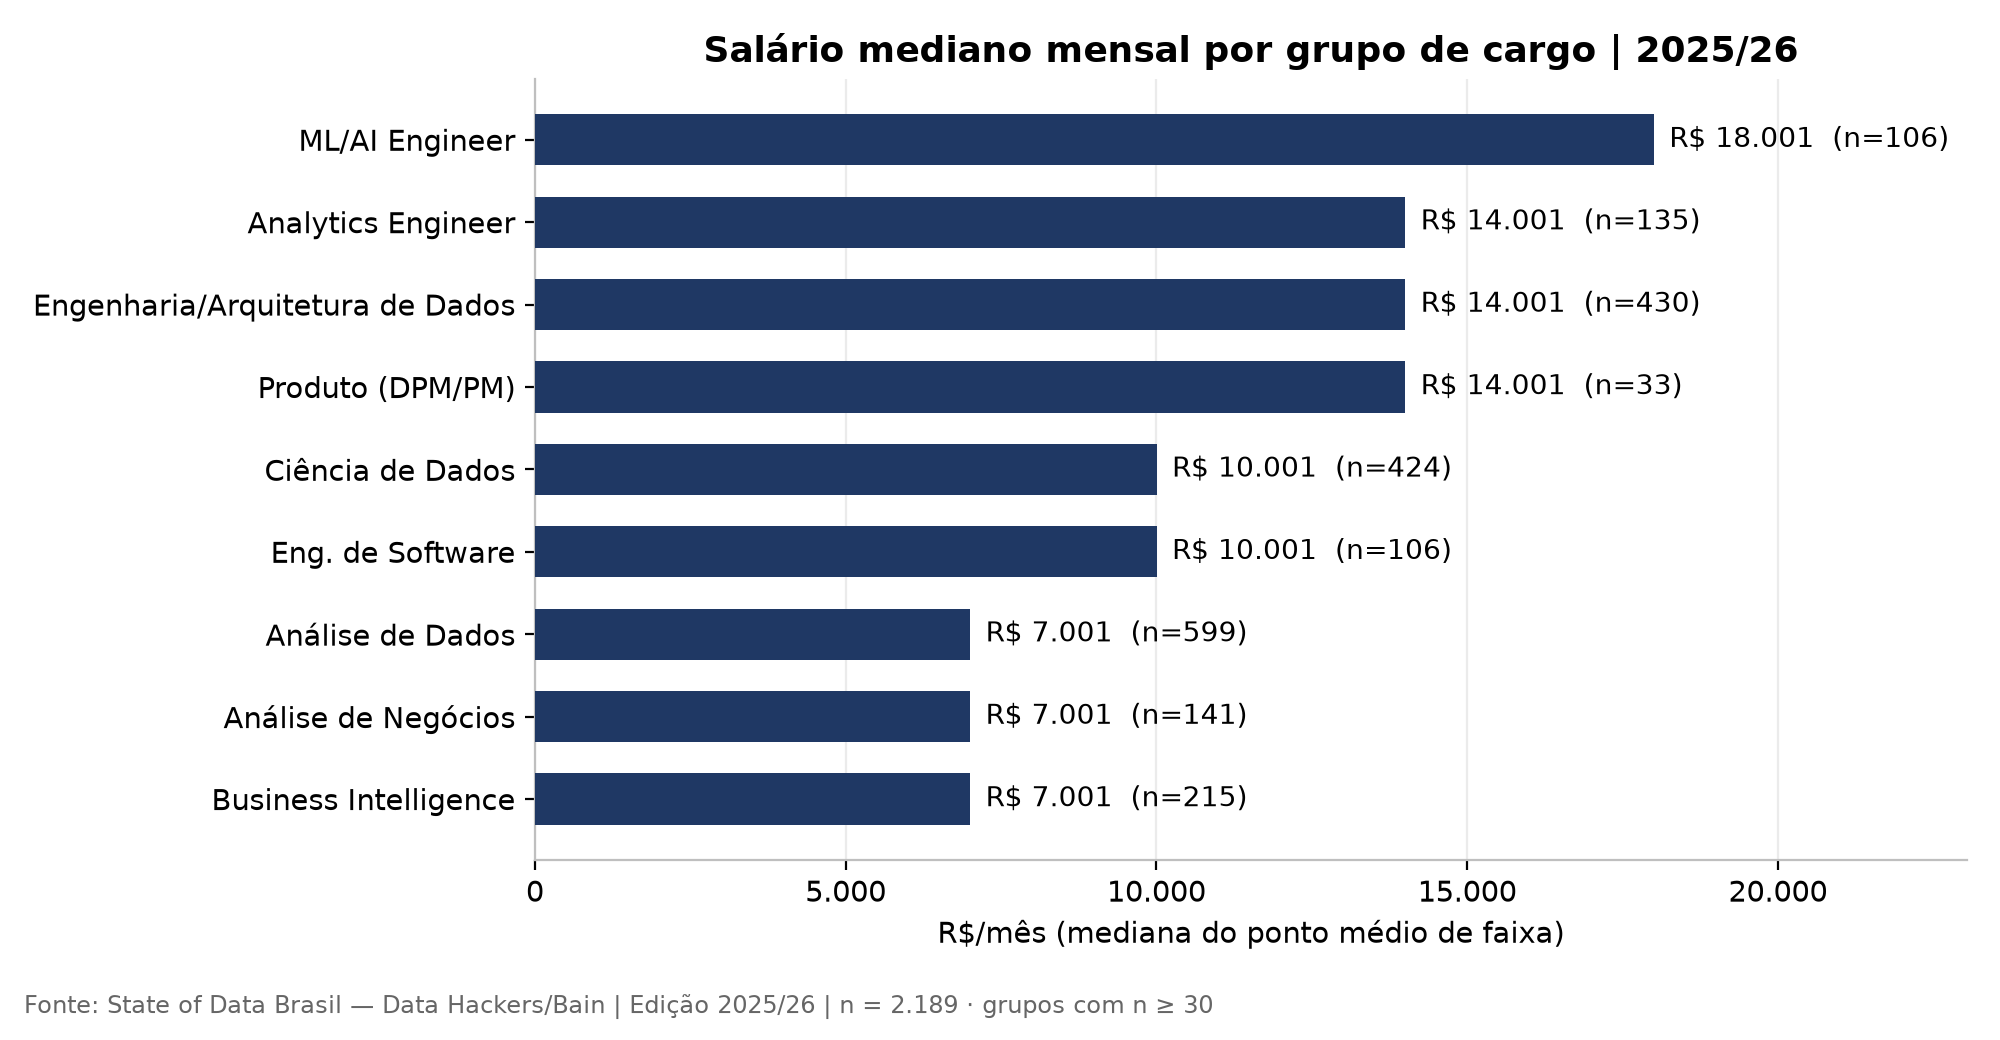 Salário mediano mensal por grupo de cargo | 2025/26
ML/AI Engineer R$ 18.001 (n=106)
Analytics Engineer R$ 14.001 (n=135)
Engenharia/Arquitetura de Dados R$ 14.001 (n=430)
Produto (DPM/PM) R$ 14.001 (n=33)
Ciência de Dados R$ 10.001 (n=424)
Eng. de Software R$ 10.001 (n=106)
Análise de Dados R$ 7.001 (n=599)
Análise de Negócios R$ 7.001 (n=141)
Business Intelligence R$ 7.001 (n=215)
0 5.000 10.000 15.000 20.000
R$/mês (mediana do ponto médio de faixa)
Fonte: State of Data Brasil — Data Hackers/Bain | Edição 2025/26 | n = 2.189 · grupos com n ≥ 30